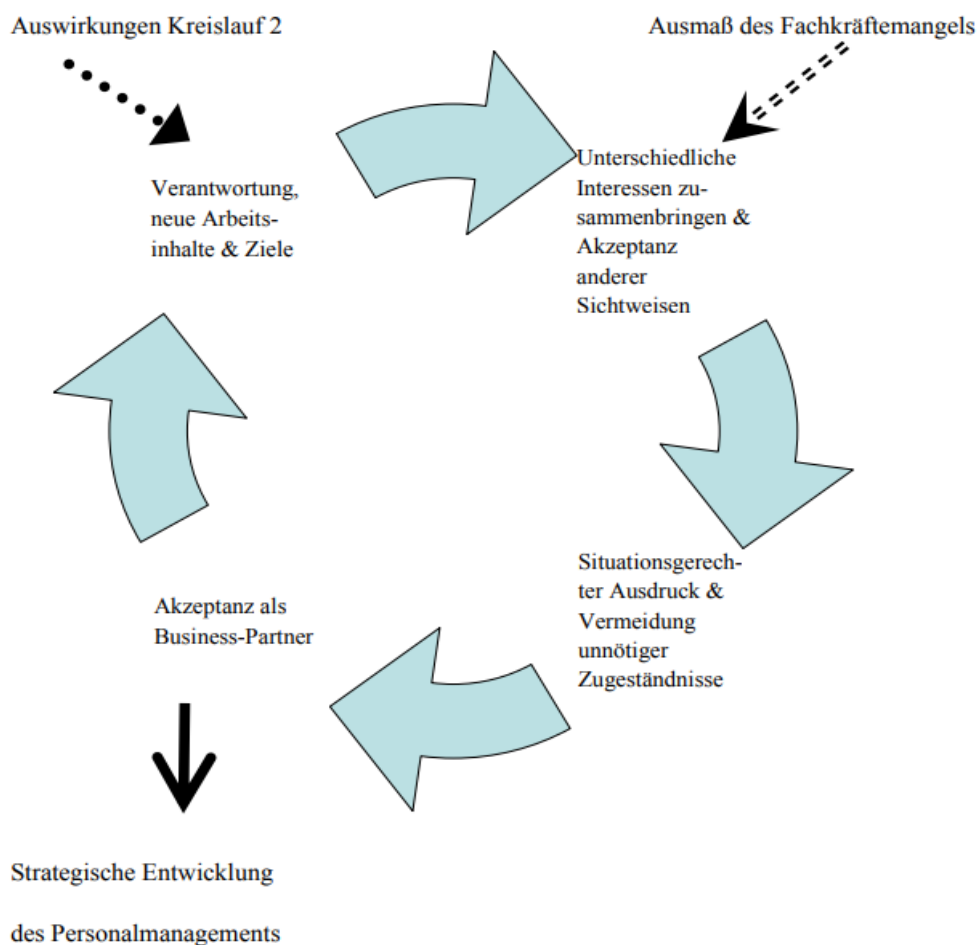 Auswirkungen Kreislauf 2
Ausmaß des Fachkräftemangels
Verantwortung,
neue Arbeits-
inhalte & Ziele
Unterschiedliche
Interessen zu-
sammenbringen &
Akzeptanz
anderer
Sichtweisen
Situationsgerech-
ter Ausdruck &
Vermeidung
unnötiger
Zugeständnisse
Akzeptanz als
Business-Partner
Strategische Entwicklung
des Personalmanagements